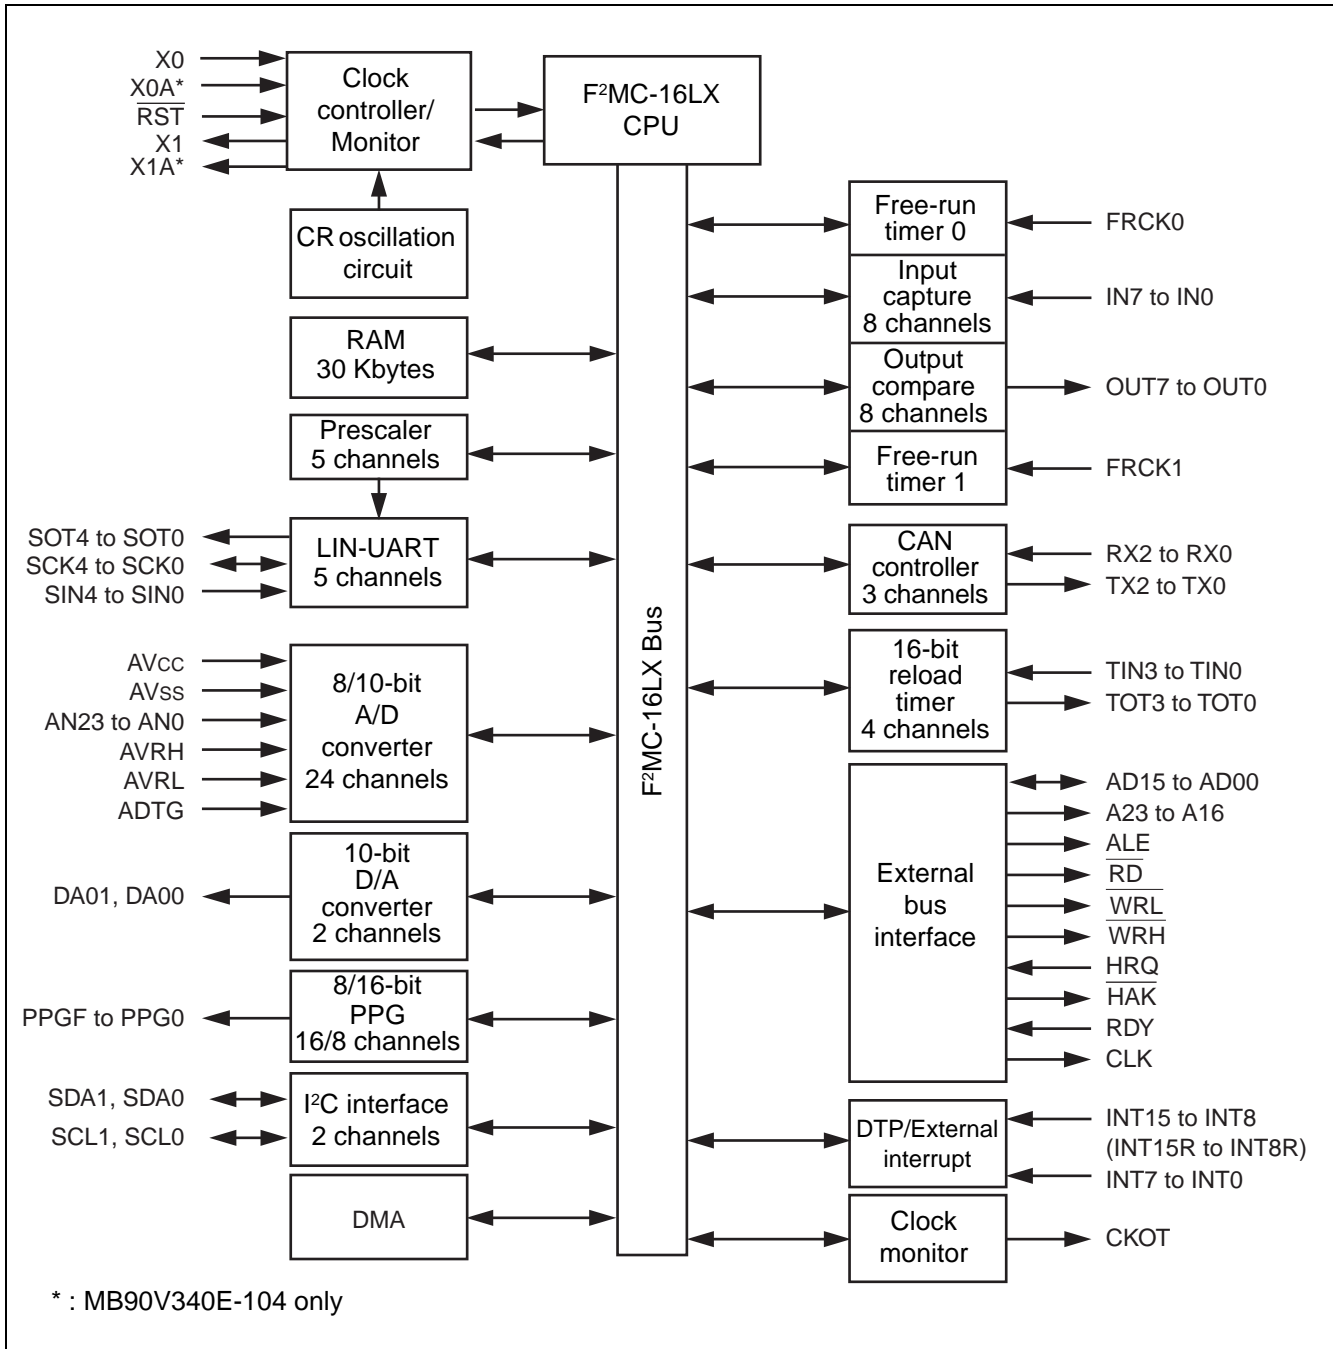 X0
X0A*
RST
X1
X1A*
Clock
controller/
Monitor
F²MC-16LX
CPU
CR oscillation
circuit
RAM
30 Kbytes
Prescaler
5 channels
SOT4 to SOT0
SCK4 to SCK0
SIN4 to SIN0
LIN-UART
5 channels
AVCC
AVSS
AN23 to AN0
AVRH
AVRL
ADTG
8/10-bit
A/D
converter
24 channels
DA01, DA00
10-bit
D/A
converter
2 channels
PPGF to PPG0
8/16-bit
PPG
16/8 channels
SDA1, SDA0
SCL1, SCL0
I²C interface
2 channels
DMA
F²MC-16LX Bus
Free-run
timer 0
FRCK0
Input
capture
8 channels
IN7 to IN0
Output
compare
8 channels
OUT7 to OUT0
Free-run
timer 1
FRCK1
CAN
controller
3 channels
RX2 to RX0
TX2 to TX0
16-bit
reload
timer
4 channels
TIN3 to TIN0
TOT3 to TOT0
External
bus
interface
AD15 to AD00
A23 to A16
ALE
RD
WRL
WRH
HRQ
HAK
RDY
CLK
DTP/External
interrupt
INT15 to INT8
(INT15R to INT8R)
INT7 to INT0
Clock
monitor
CKOT
* : MB90V340E-104 only